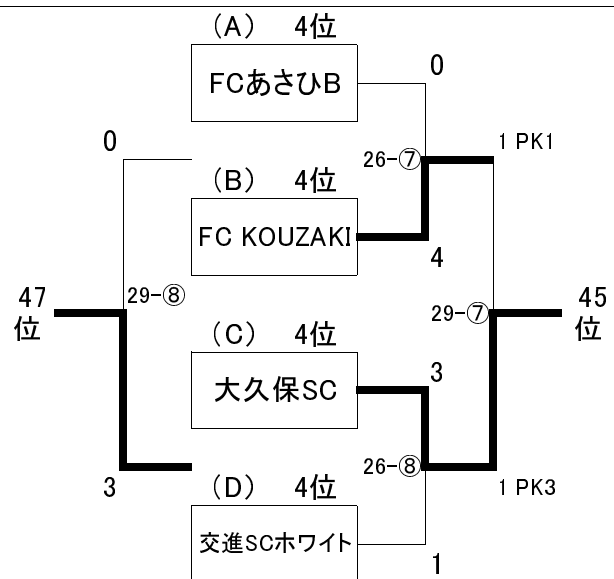 (A) 4位
FCあさひB
0
0
26-⑦
1 PK1
(B) 4位
FC KOUZAKI
4
29-⑧
47
位
29-⑦
45
位
(C) 4位
大久保SC
3
26-⑧
3
1 PK3
(D) 4位
交進SCホワイト
1